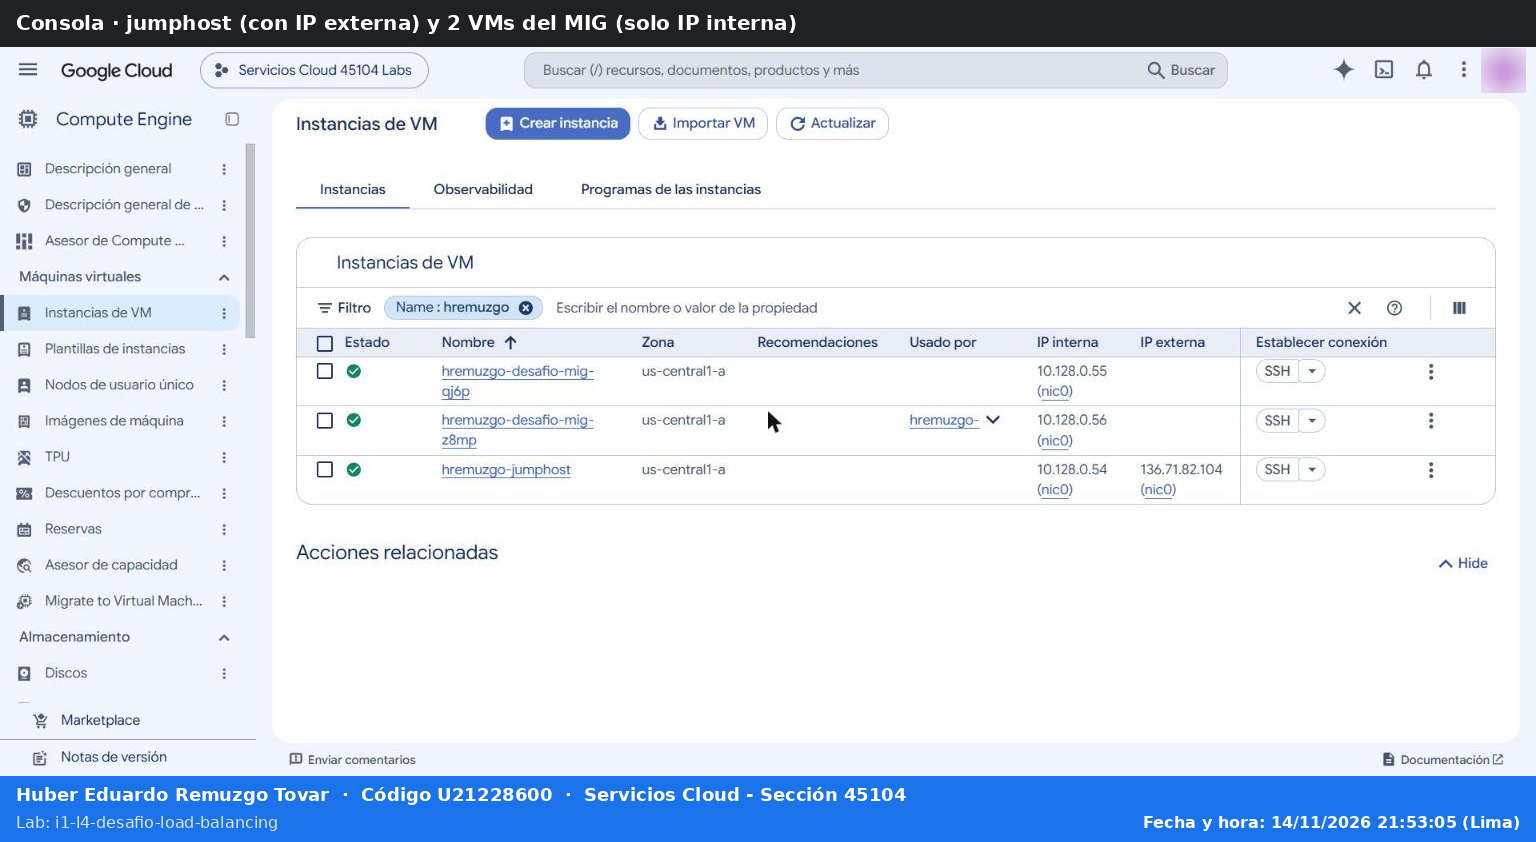 Consola · jumphost (con IP externa) y 2 VMs del MIG (solo IP interna)
Google Cloud
Servicios Cloud 45104 Labs
Buscar (/) recursos, documentos, productos y más
Buscar
Compute Engine
Descripción general
Descripción general de ...
Asesor de Compute ...
Máquinas virtuales
Instancias de VM
Plantillas de instancias
Nodos de usuario único
Imágenes de máquina
TPU
Descuentos por compr...
Reservas
Asesor de capacidad
Migrate to Virtual Mach...
Almacenamiento
Discos
Marketplace
Notas de versión
Instancias de VM
Crear instancia
Importar VM
Actualizar
Instancias
Observabilidad
Programas de las instancias
Instancias de VM
Filtro
Name : hremuzgo
Escribir el nombre o valor de la propiedad
Estado Nombre Zona Recomendaciones Usado por IP interna IP externa Establecer conexión
hremuzgo-desafio-mig- us-central1-a 10.128.0.55 SSH
qj6p (nic0)
hremuzgo-desafio-mig- us-central1-a hremuzgo- 10.128.0.56 SSH
z8mp (nic0)
hremuzgo-jumphost us-central1-a 10.128.0.54 136.71.82.104 SSH
(nic0) (nic0)
Acciones relacionadas
Hide
Enviar comentarios
Documentación
Huber Eduardo Remuzgo Tovar · Código U21228600 · Servicios Cloud - Sección 45104
Lab: i1-l4-desafio-load-balancing
Fecha y hora: 14/11/2026 21:53:05 (Lima)